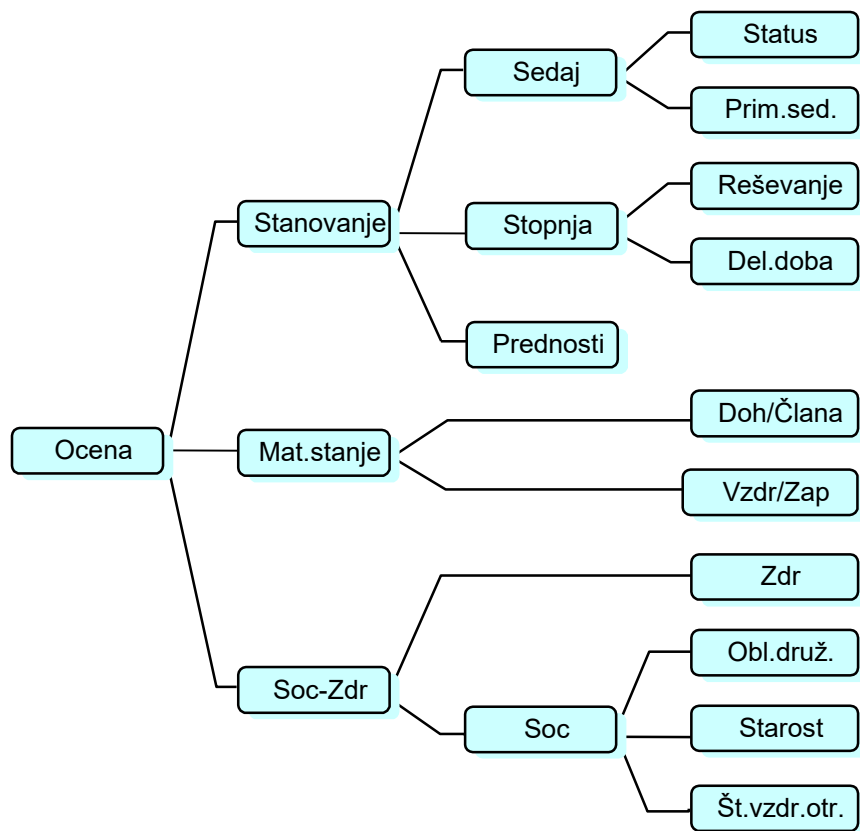 Status
Sedaj
Prim.sed.
Reševanje
Stanovanje
Stopnja
Del.doba
Prednosti
Doh/Člana
Ocena
Mat.stanje
Vzdr/Zap
Zdr
Obl.druž.
Soc-Zdr
Soc
Starost
Št.vzdr.otr.